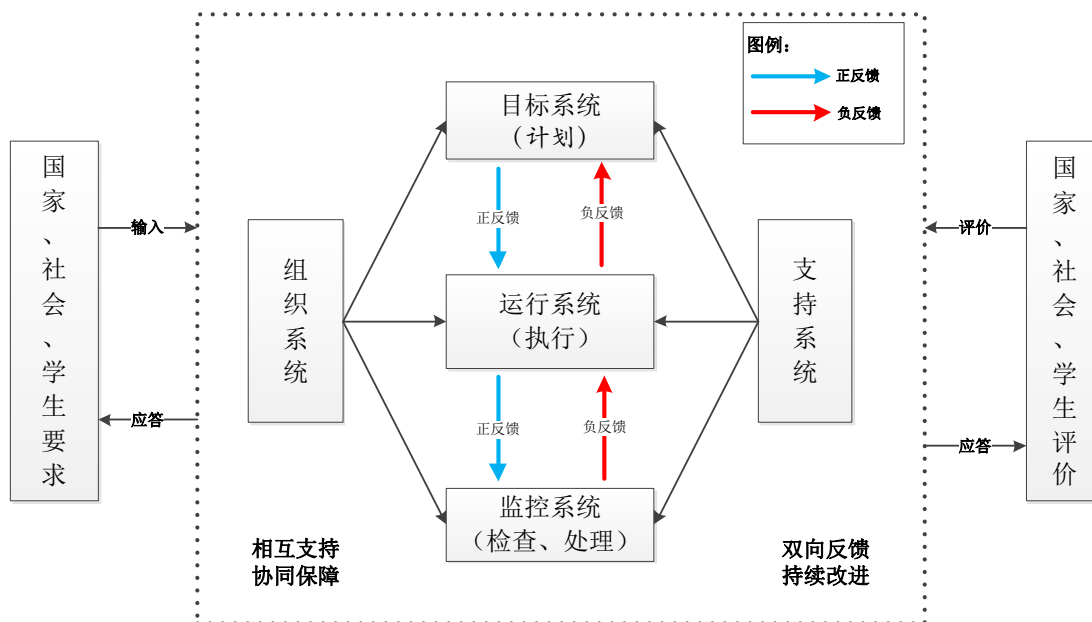 图例：
正反馈
负反馈
目标系统
（计划）
国家、社会、学生要求
输入
应答
组织系统
正反馈
负反馈
运行系统
（执行）
支持系统
评价
应答
国家、社会、学生评价
正反馈
负反馈
监控系统
（检查、处理）
相互支持
协同保障
双向反馈
持续改进